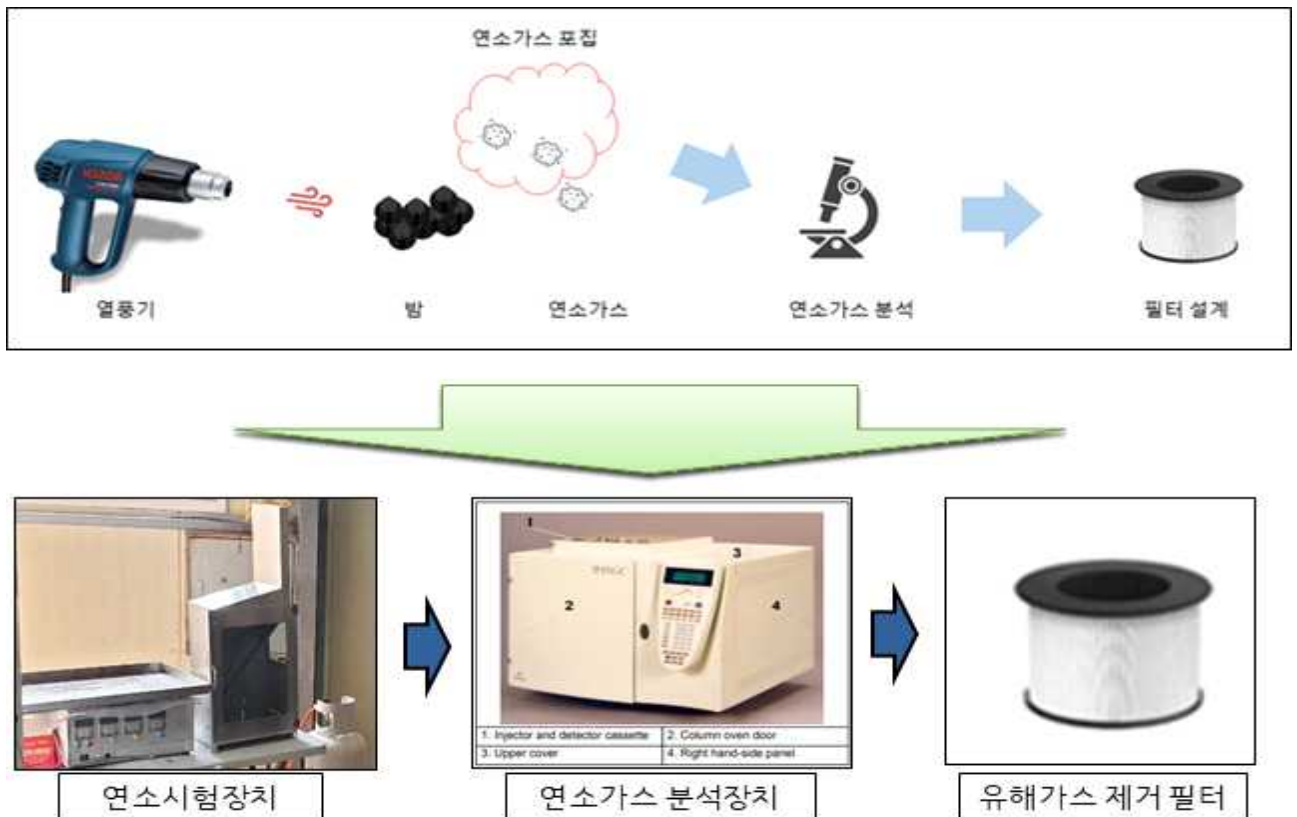 연소가스 포집
열풍기
밤
연소가스
연소가스 분석
필터 설계
1
2
3
4
1. Injector and detector cassette
2. Column oven door
3. Upper cover
4. Right hand-side panel
연소시험장치
연소가스 분석장치
유해가스 제거 필터